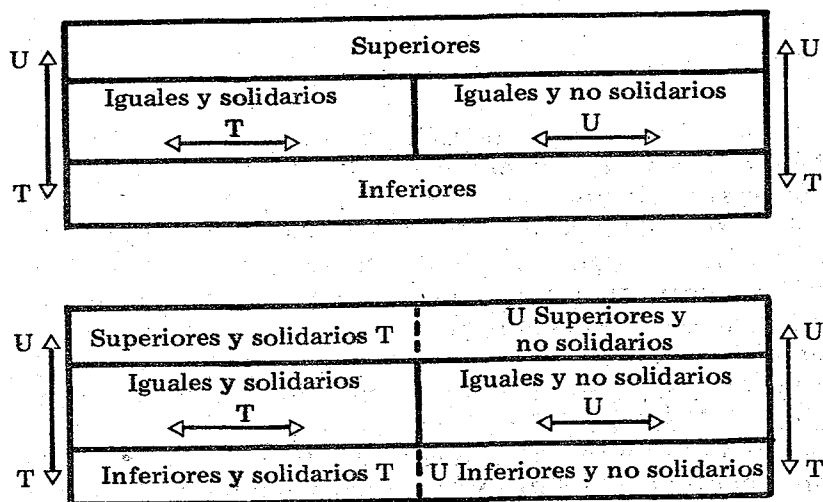 Superiores
U U
Iguales y solidarios Iguales y no solidarios
T U
T T
Inferiores
Superiores y solidarios T U Superiores y
no solidarios
U U
Iguales y solidarios Iguales y no solidarios
T U
T T
Inferiores y solidarios T U Inferiores y no solidarios